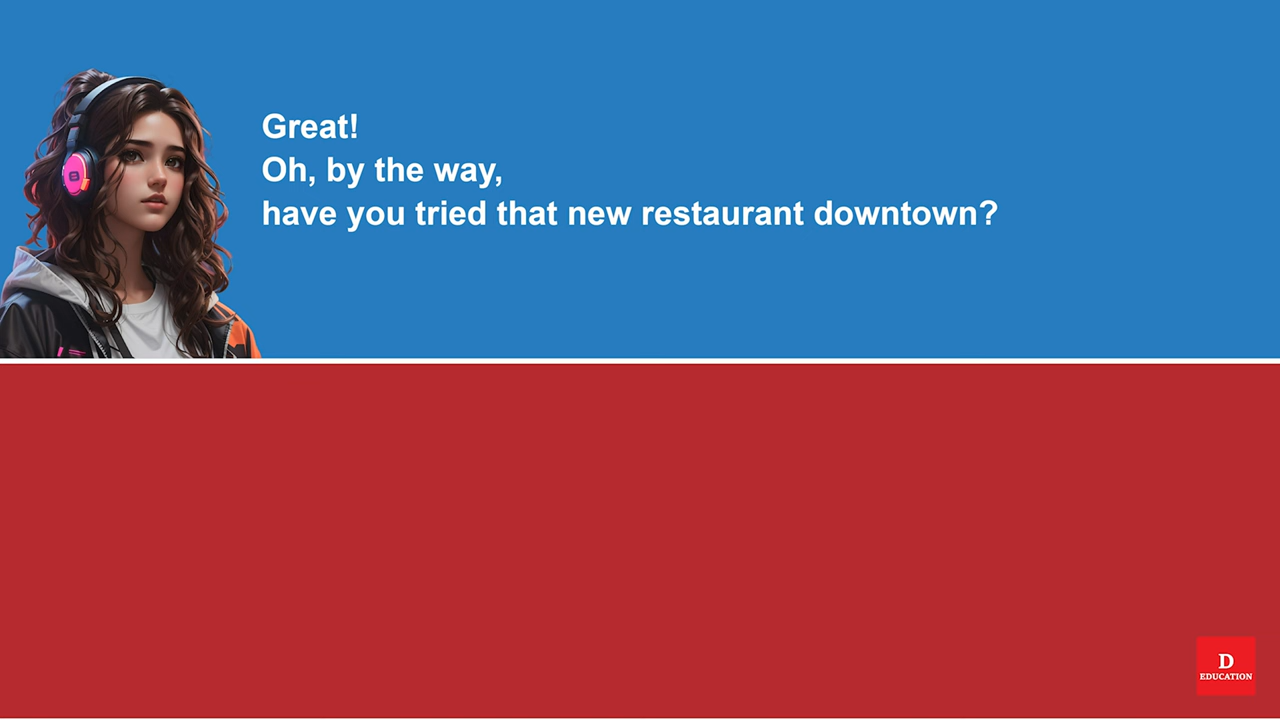 Great!
Oh, by the way,
have you tried that new restaurant downtown?
D
EDUCATION